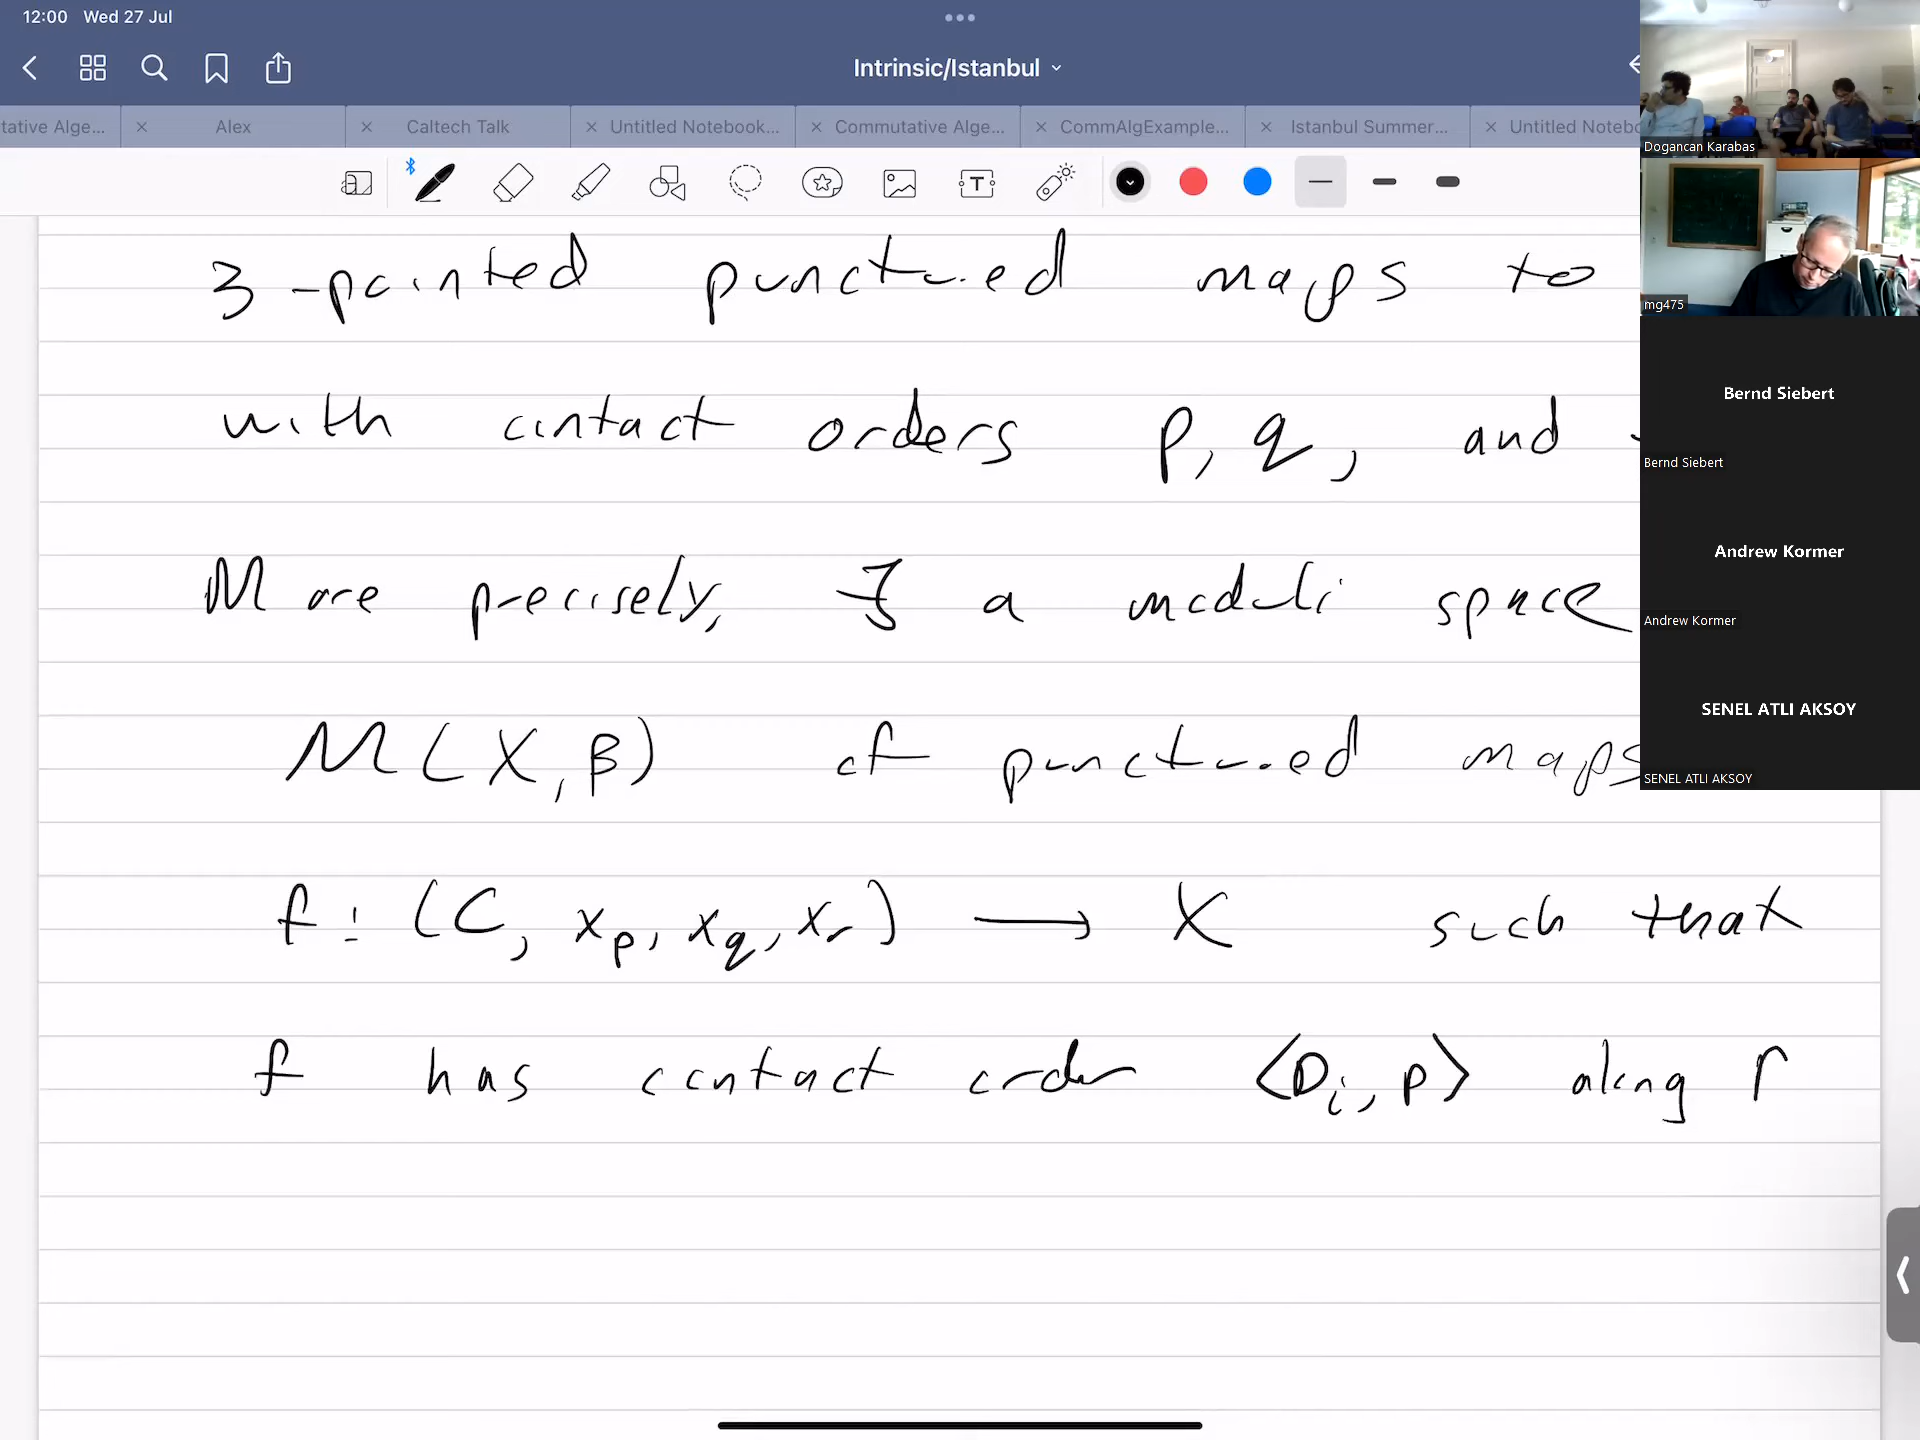 12:00 Wed 27 Jul
Intrinsic/Istanbul
tative Alge...
Alex
Caltech Talk
Untitled Notebook...
Commutative Alge...
CommAlgExample...
Istanbul Summer...
Untitled Notebo
3-pointed punctured maps to
with contact orders p, q, and -
More precisely, ∃ a moduli space
M(X, β) of punctured maps
f: (C, x_p, x_q, x_r) ⟶ X such that
f has contact order ⟨D_i, p⟩ along
Dogancan Karabas
mg475
Bernd Siebert
Bernd Siebert
Andrew Kormer
Andrew Kormer
SENEL ATLI AKSOY
SENEL ATLI AKSOY